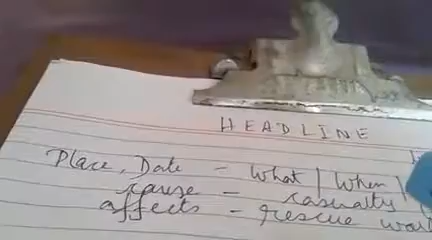 HEADLINE
Place, Date - What | When |
cause - casualty
affects - rescue